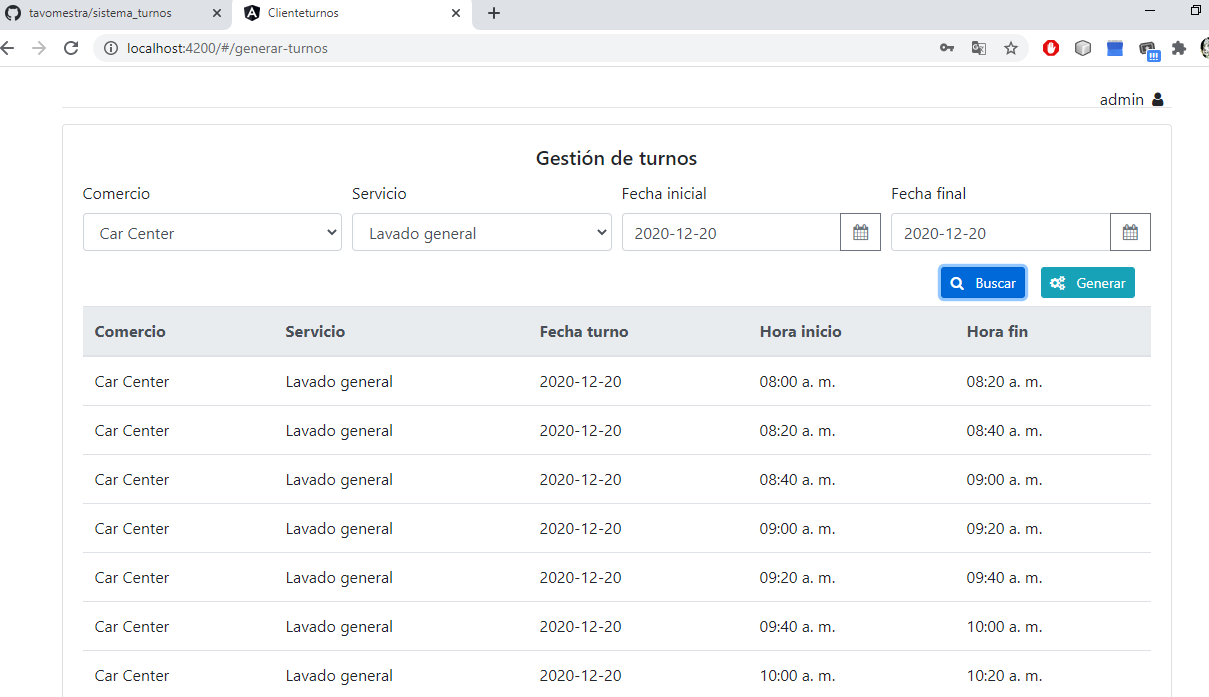 tavomestra/sistema_turnos
Clienteturnos
localhost:4200/#/generar-turnos
admin
Gestión de turnos
Comercio Servicio Fecha inicial Fecha final
Car Center Lavado general 2020-12-20 2020-12-20
Buscar Generar
Comercio Servicio Fecha turno Hora inicio Hora fin
Car Center Lavado general 2020-12-20 08:00 a. m. 08:20 a. m.
Car Center Lavado general 2020-12-20 08:20 a. m. 08:40 a. m.
Car Center Lavado general 2020-12-20 08:40 a. m. 09:00 a. m.
Car Center Lavado general 2020-12-20 09:00 a. m. 09:20 a. m.
Car Center Lavado general 2020-12-20 09:20 a. m. 09:40 a. m.
Car Center Lavado general 2020-12-20 09:40 a. m. 10:00 a. m.
Car Center Lavado general 2020-12-20 10:00 a. m. 10:20 a. m.